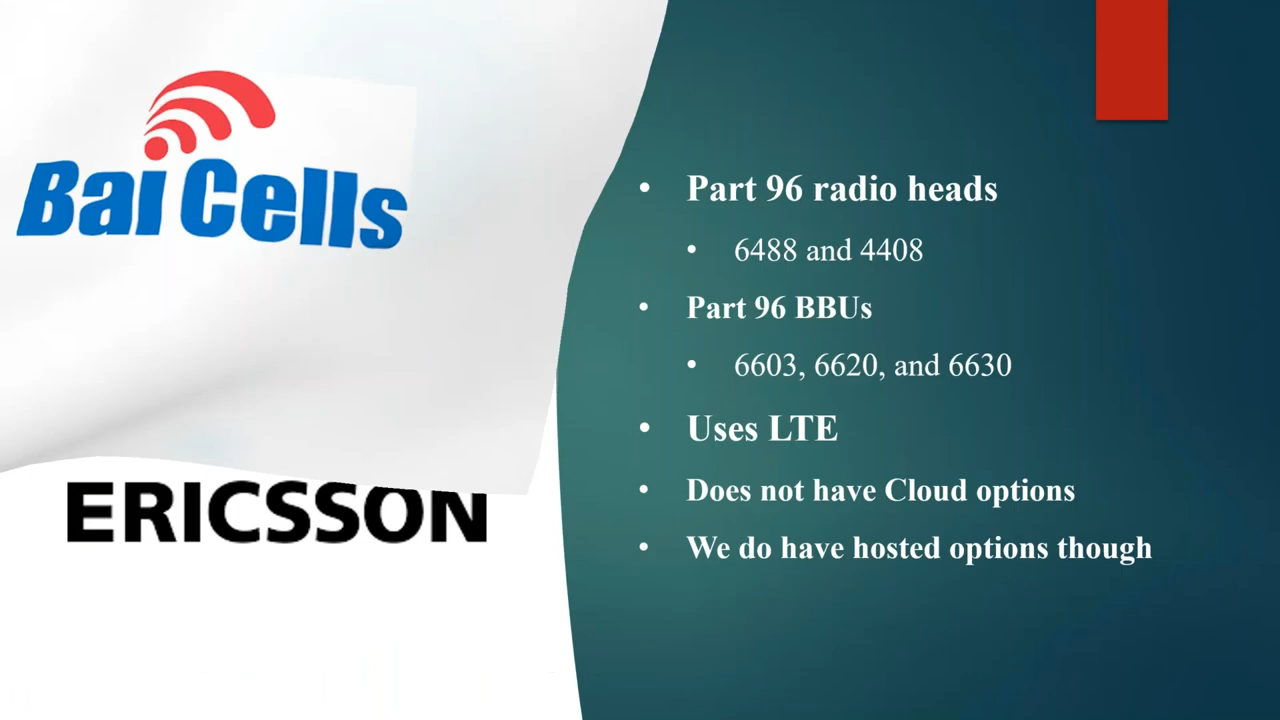 Bai Cells
ERICSSON
• Part 96 radio heads
• 6488 and 4408
• Part 96 BBUs
• 6603, 6620, and 6630
• Uses LTE
• Does not have Cloud options
• We do have hosted options though